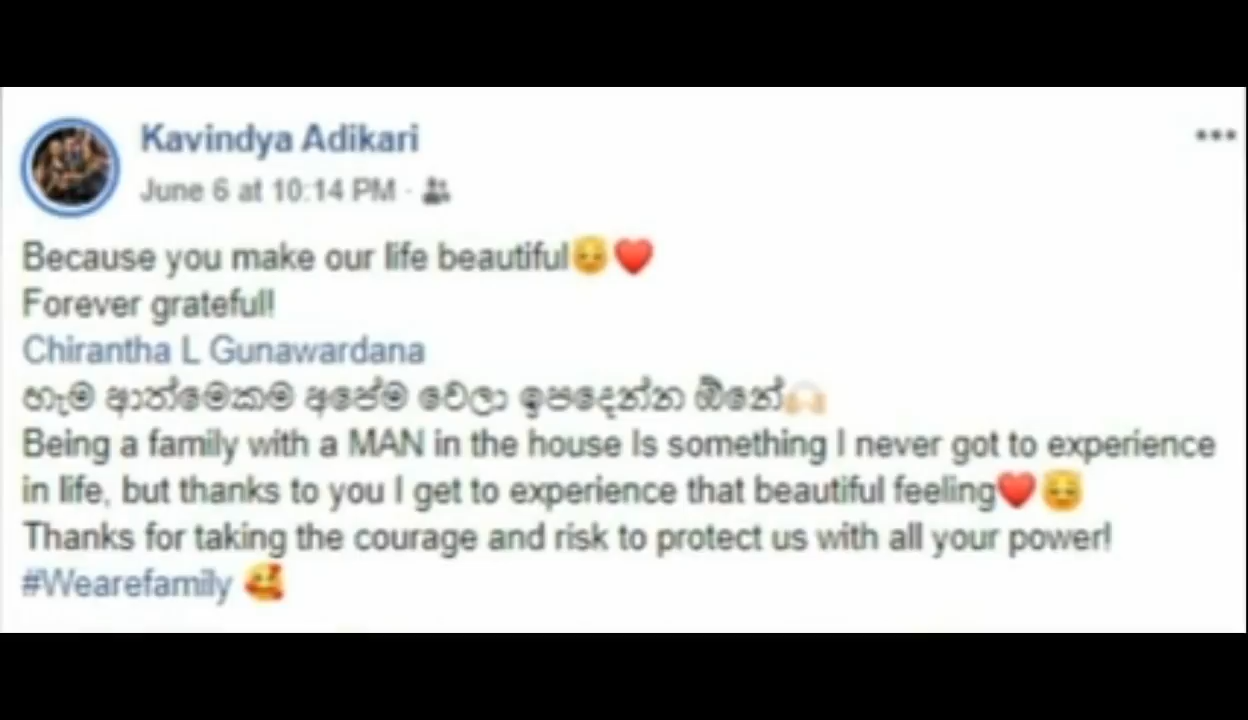 Kavindya Adikari
June 6 at 10:14 PM ·
Because you make our life beautiful😇❤️
Forever grateful!
Chirantha L Gunawardana
හැම ආත්මෙකම අපේම වෙලා ඉපදෙන්න ඕනේ🙌🏻
Being a family with a MAN in the house Is something I never got to experience
in life, but thanks to you I get to experience that beautiful feeling❤️😇
Thanks for taking the courage and risk to protect us with all your power!
#Wearefamily 🥰